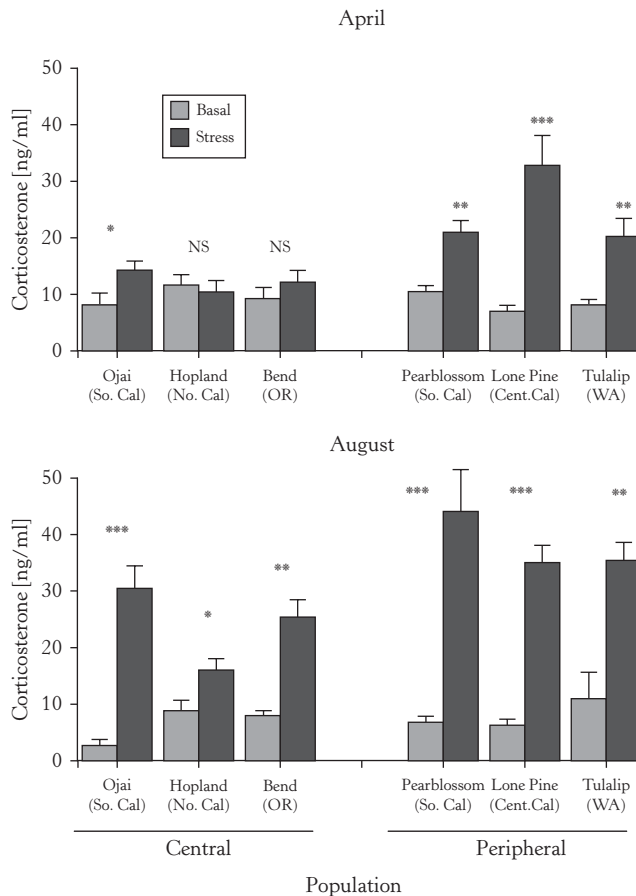 April
Corticosterone [ng/ml]
50
40
30
20
10
0
Basal
Stress
*
NS
NS
**
***
**
Ojai
(So. Cal)
Hopland
(No. Cal)
Bend
(OR)
Pearblossom
(So. Cal)
Lone Pine
(Cent.Cal)
Tulalip
(WA)
August
Corticosterone [ng/ml]
50
40
30
20
10
0
***
*
**
***
***
**
Ojai
(So. Cal)
Hopland
(No. Cal)
Bend
(OR)
Pearblossom
(So. Cal)
Lone Pine
(Cent.Cal)
Tulalip
(WA)
Central
Peripheral
Population